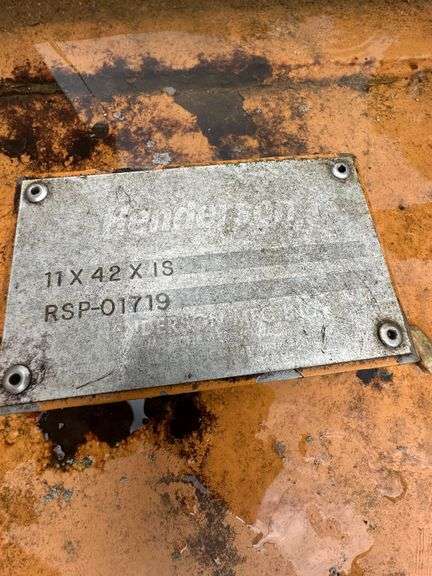 Henderson
11 X 42 X IS
RSP-01719